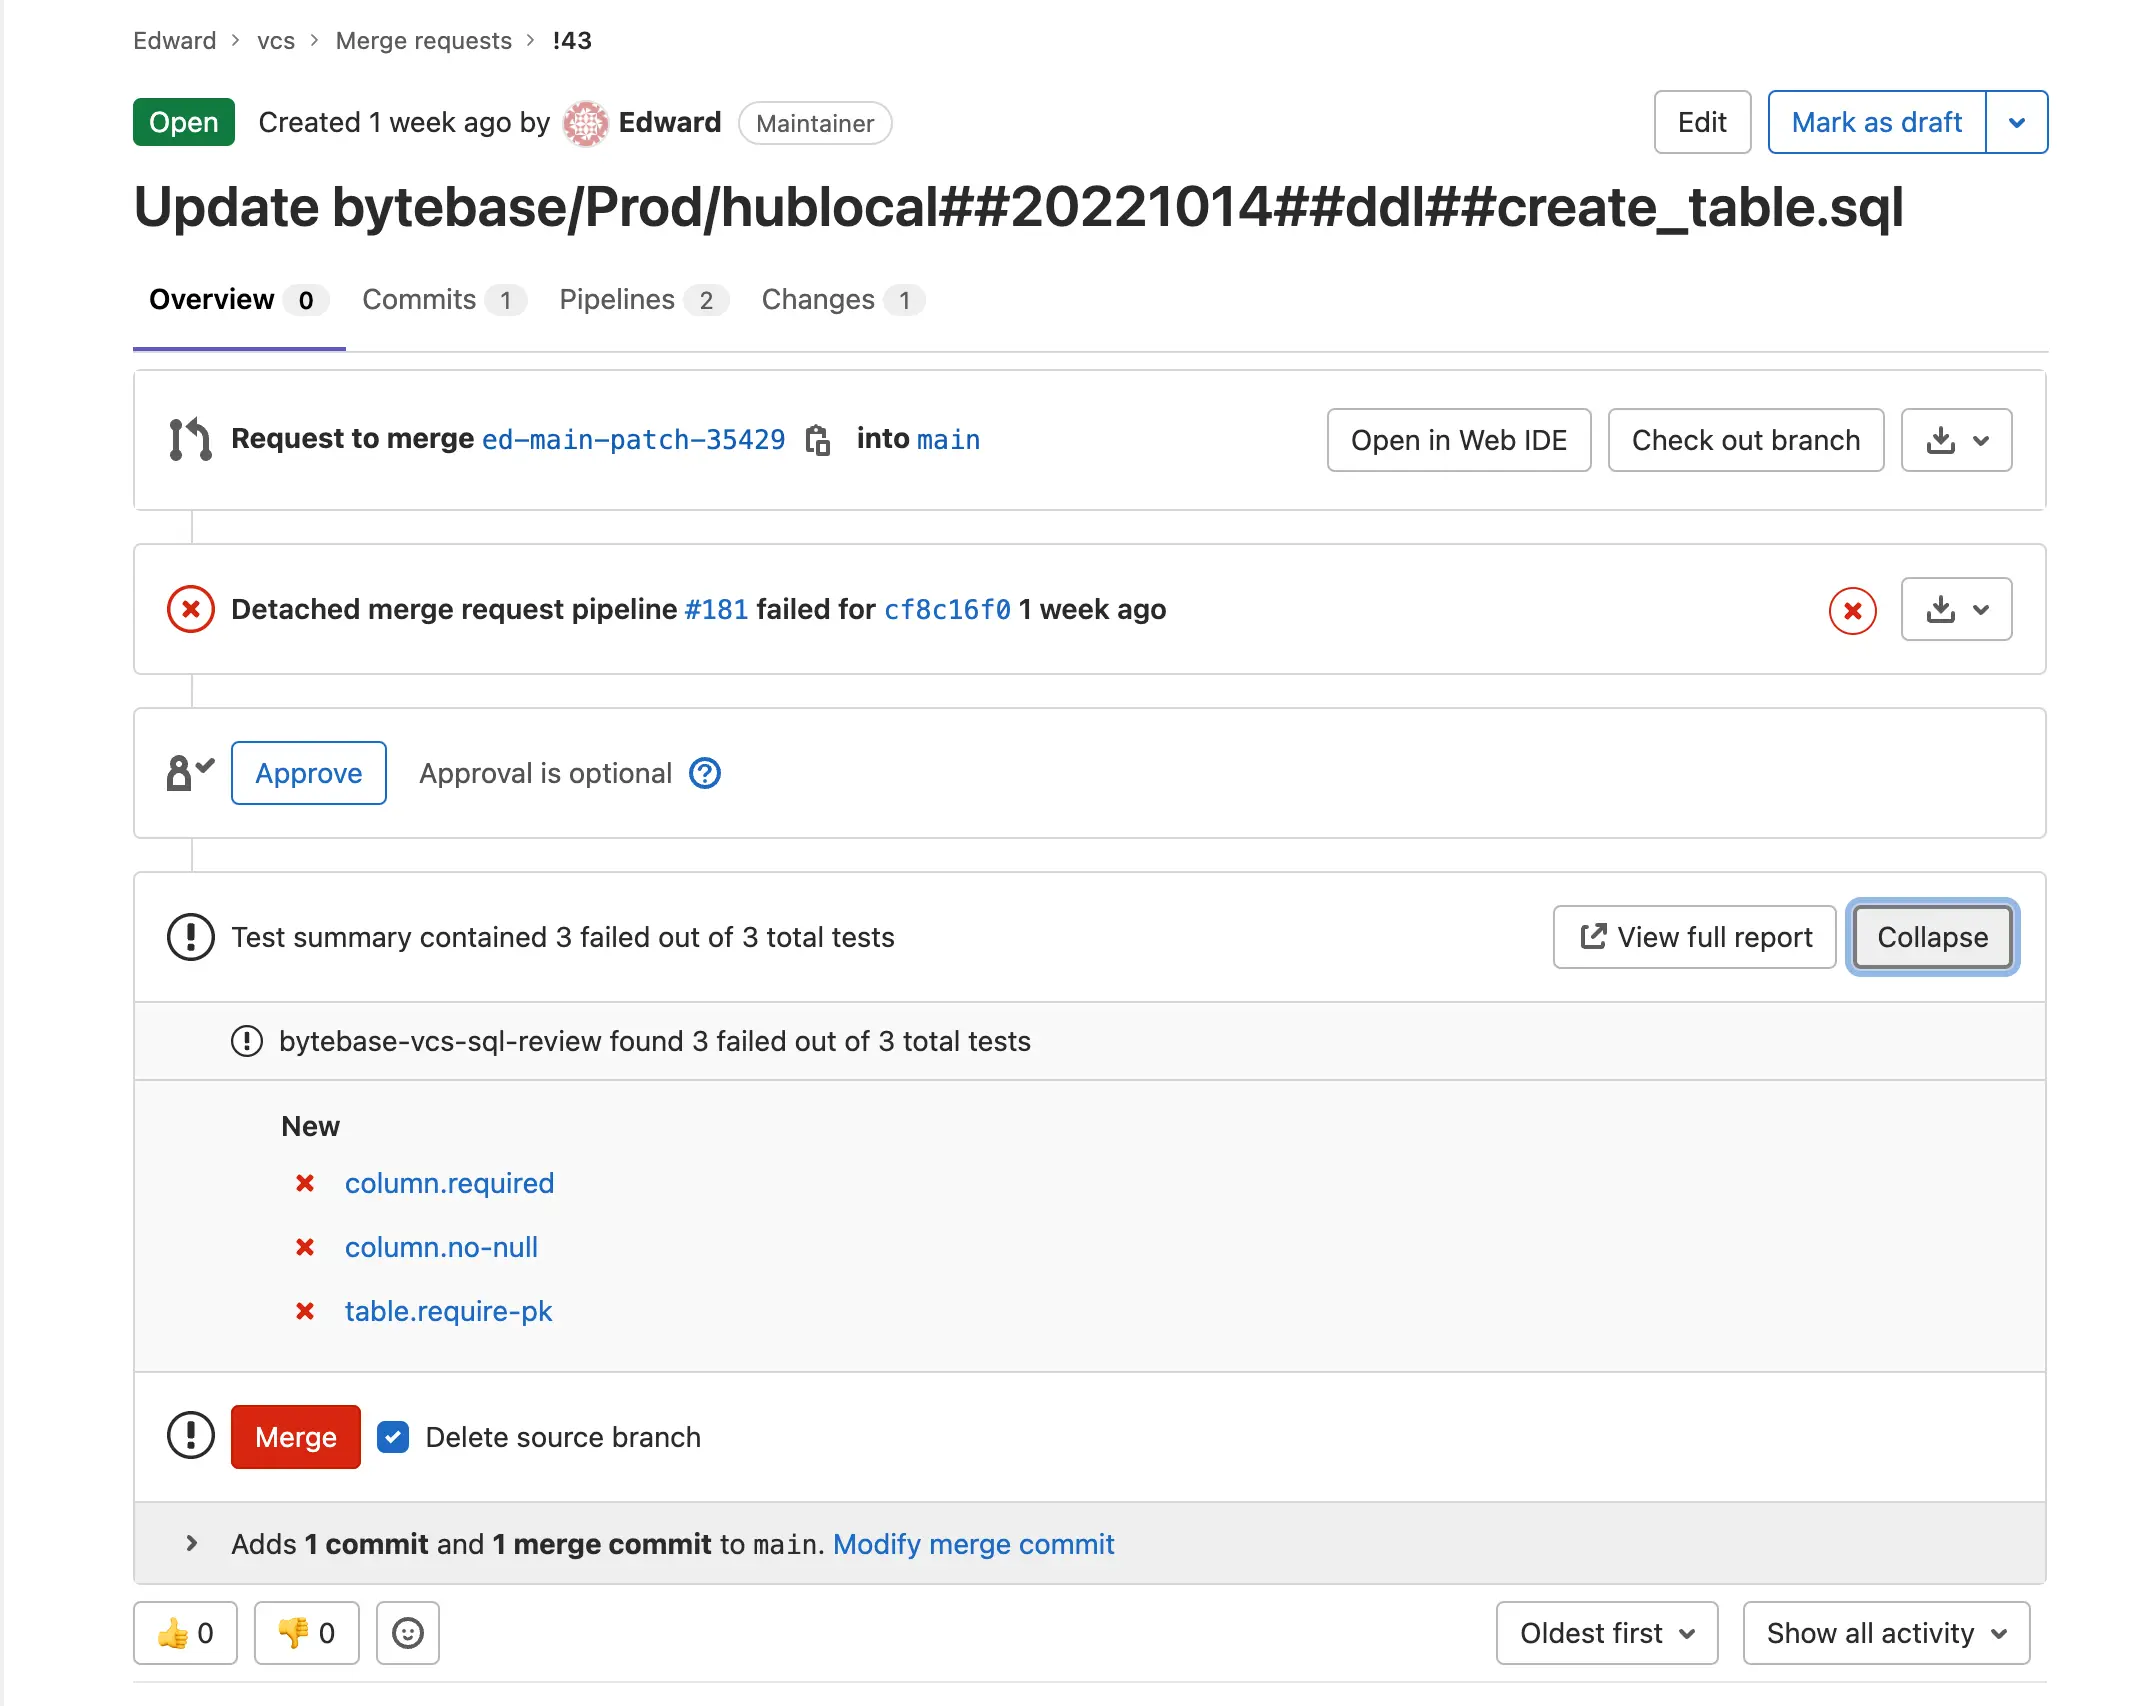 Edward > vcs > Merge requests > !43
Open Created 1 week ago by Edward Maintainer Edit Mark as draft
Update bytebase/Prod/hublocal##20221014##ddl##create_table.sql
Overview 0 Commits 1 Pipelines 2 Changes 1
Request to merge ed-main-patch-35429 into main Open in Web IDE Check out branch
Detached merge request pipeline #181 failed for cf8c16f0 1 week ago
Approve Approval is optional
Test summary contained 3 failed out of 3 total tests View full report Collapse
bytebase-vcs-sql-review found 3 failed out of 3 total tests
New
column.required
column.no-null
table.require-pk
Merge Delete source branch
Adds 1 commit and 1 merge commit to main. Modify merge commit
👍 0 👎 0 Oldest first Show all activity